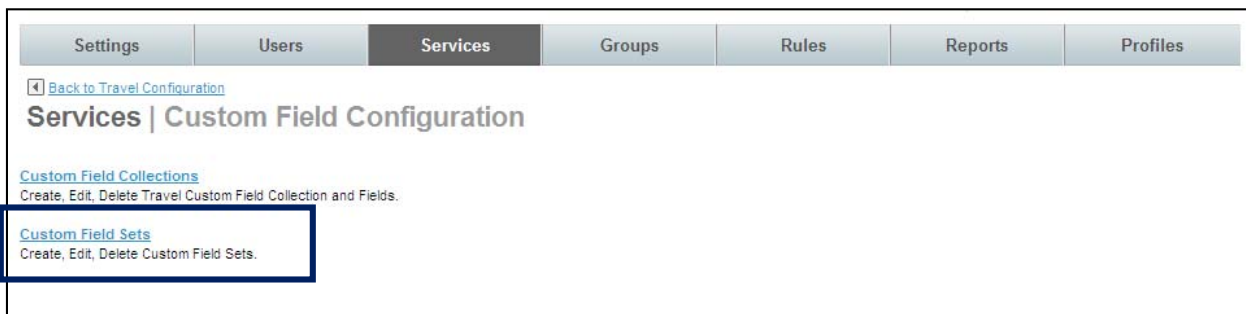 Settings Users Services Groups Rules Reports Profiles
Back to Travel Configuration
Services | Custom Field Configuration
Custom Field Collections
Create, Edit, Delete Travel Custom Field Collection and Fields.
Custom Field Sets
Create, Edit, Delete Custom Field Sets.